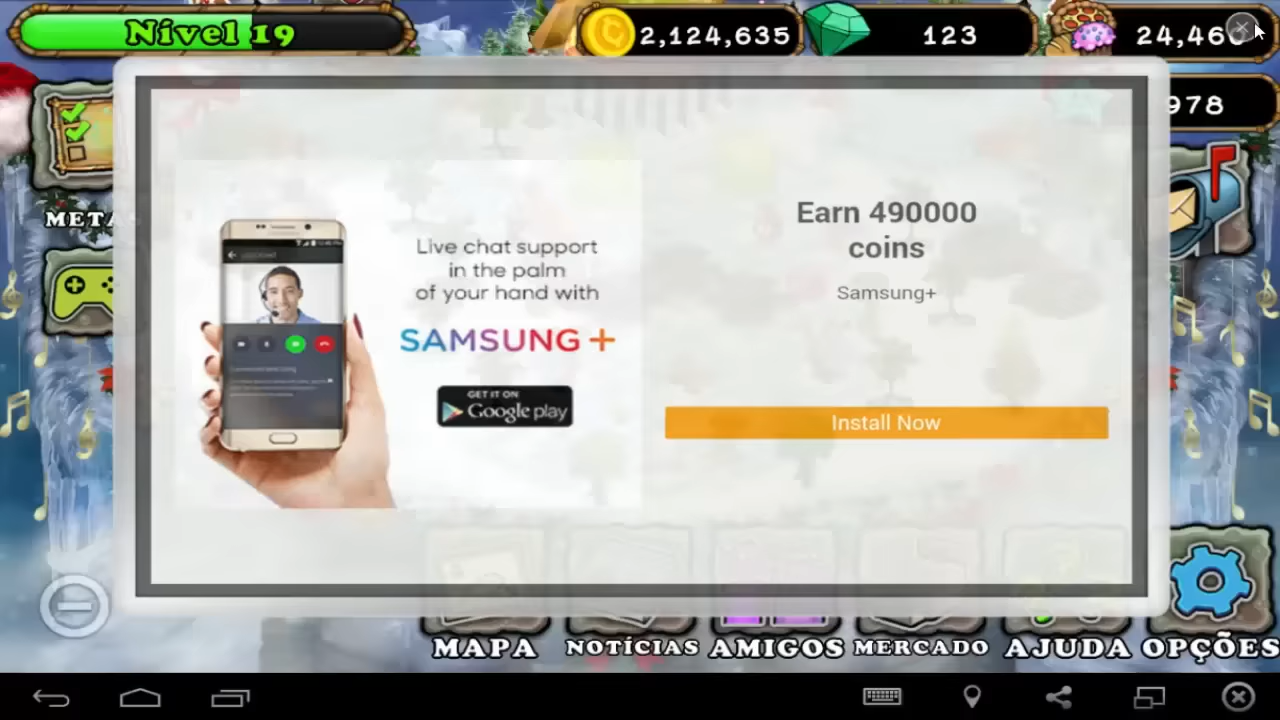 Nível 19
2,124,635
123
24,46
978
META
Live chat support
in the palm
of your hand with
SAMSUNG +
GET IT ON
Google play
Earn 490000
coins
Samsung+
Install Now
MAPA
NOTÍCIAS
AMIGOS
MERCADO
AJUDA
OPÇÕES